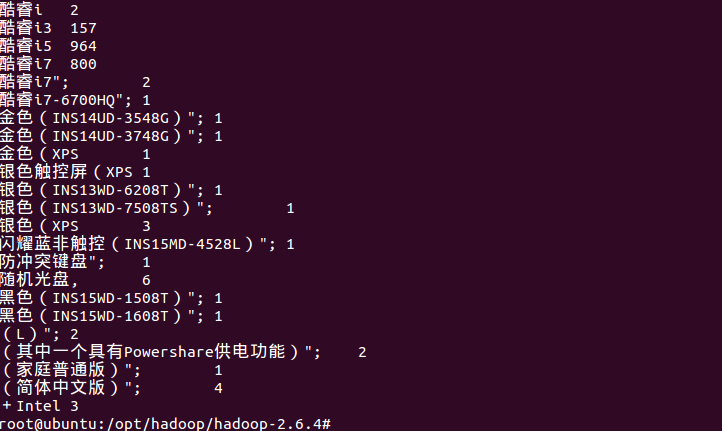 酷睿i	2
酷睿i3	157
酷睿i5	964
酷睿i7	800
酷睿i7";	2
酷睿i7-6700HQ";	1
金色（INS14UD-3548G）";	1
金色（INS14UD-3748G）";	1
金色（XPS	1
银色触控屏（XPS	1
银色（INS13WD-6208T）";	1
银色（INS13WD-7508TS）";	1
银色（XPS	3
闪耀蓝非触控（INS15MD-4528L）";	1
防冲突键盘";	1
随机光盘,	6
黑色（INS15WD-1508T）";	1
黑色（INS15WD-1608T）";	1
（L）";	2
（其中一个具有Powershare供电功能）";	2
（家庭普通版）";	1
（简体中文版）";	4
＋Intel	3
root@ubuntu:/opt/hadoop/hadoop-2.6.4#